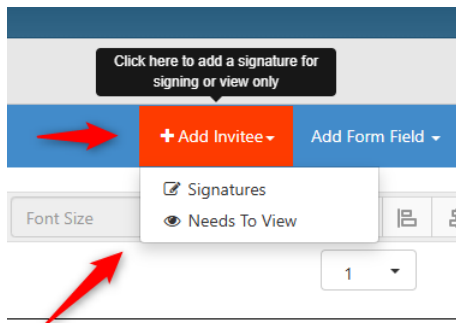 Click here to add a signature for
signing or view only
+ Add Invitee
Add Form Field
Signatures
Needs To View
Font Size
1